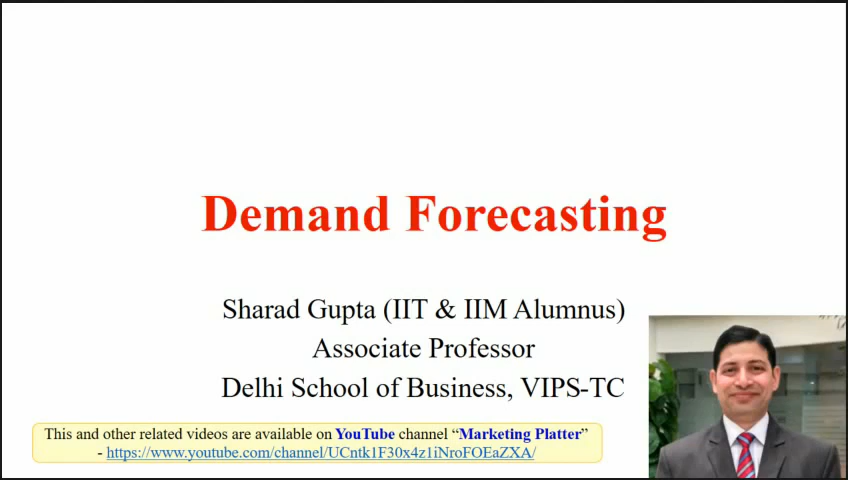 Demand Forecasting
Sharad Gupta (IIT & IIM Alumnus)
Associate Professor
Delhi School of Business, VIPS-TC
This and other related videos are available on YouTube channel “Marketing Platter”
- https://www.youtube.com/channel/UCntk1F30x4z1iNroFOEaZXA/